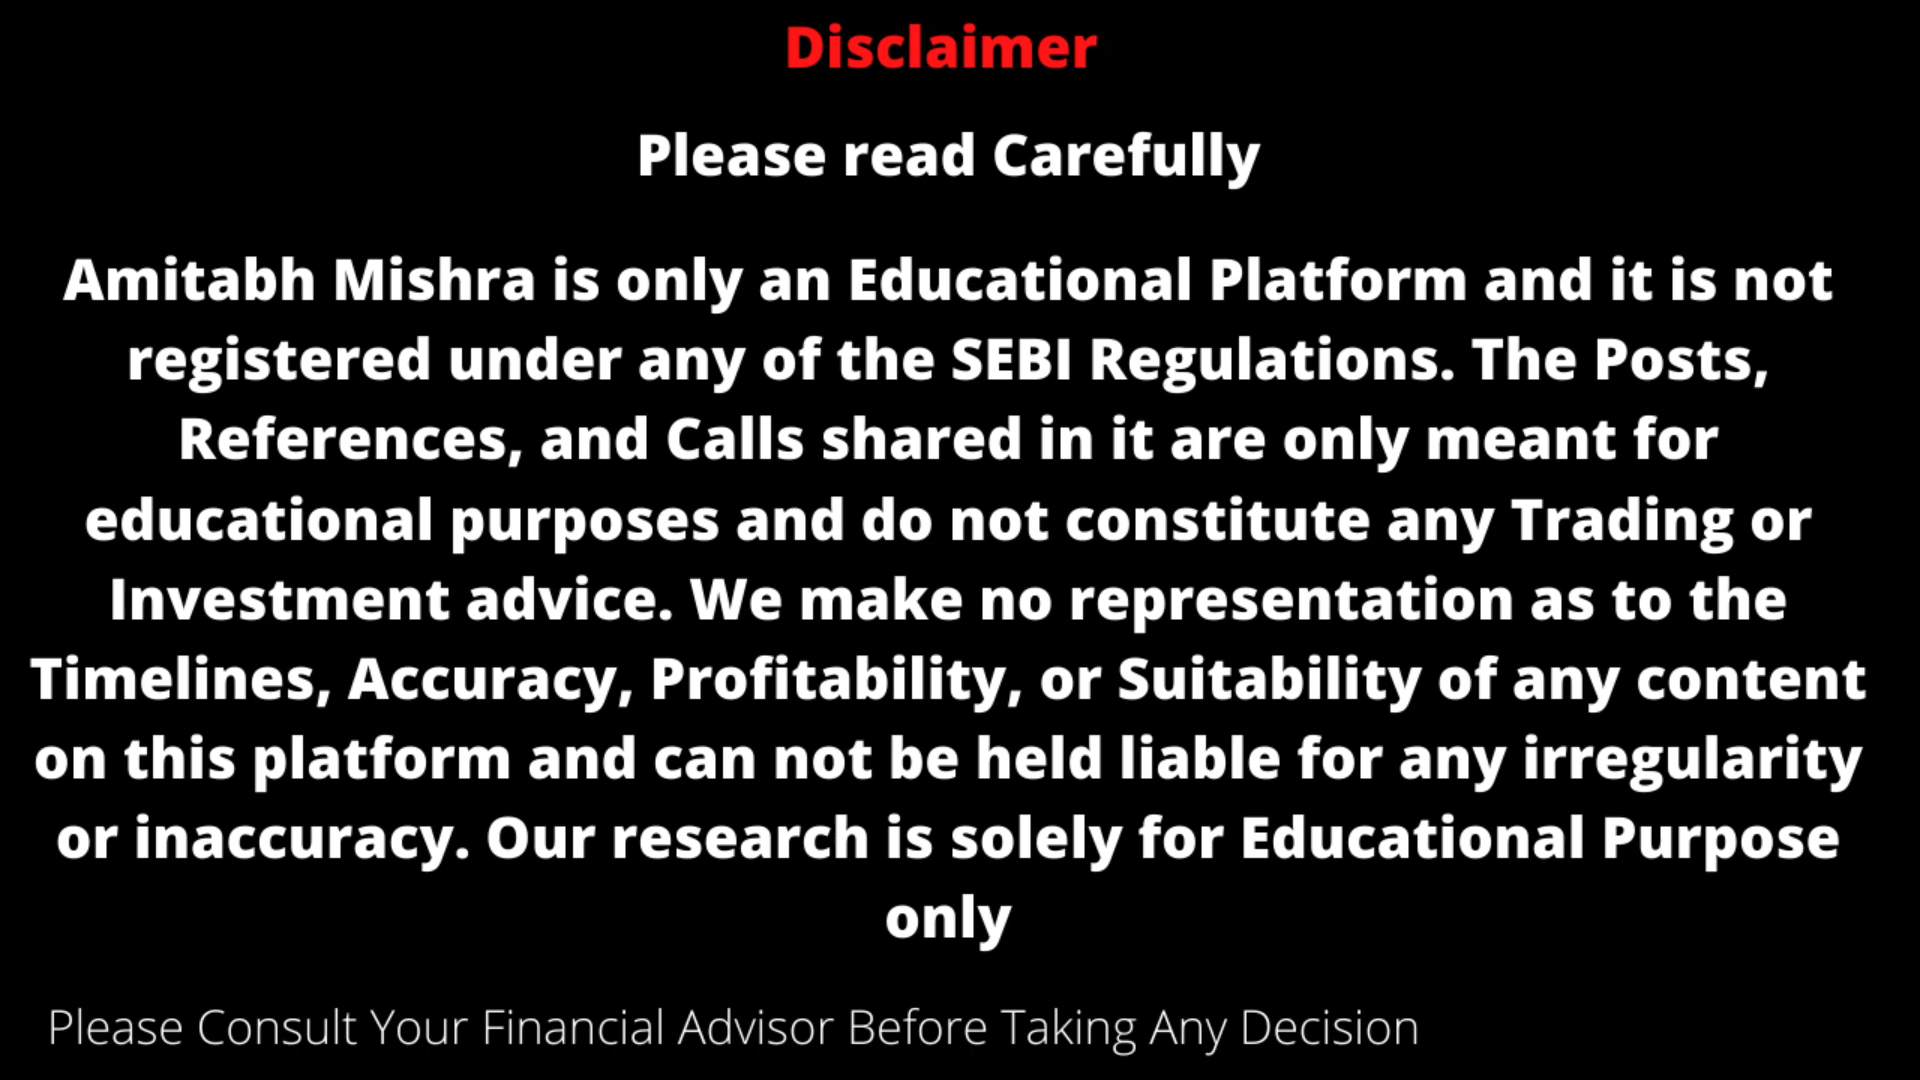 Disclaimer
Please read Carefully
Amitabh Mishra is only an Educational Platform and it is not
registered under any of the SEBI Regulations. The Posts,
References, and Calls shared in it are only meant for
educational purposes and do not constitute any Trading or
Investment advice. We make no representation as to the
Timelines, Accuracy, Profitability, or Suitability of any content
on this platform and can not be held liable for any irregularity
or inaccuracy. Our research is solely for Educational Purpose
only
Please Consult Your Financial Advisor Before Taking Any Decision